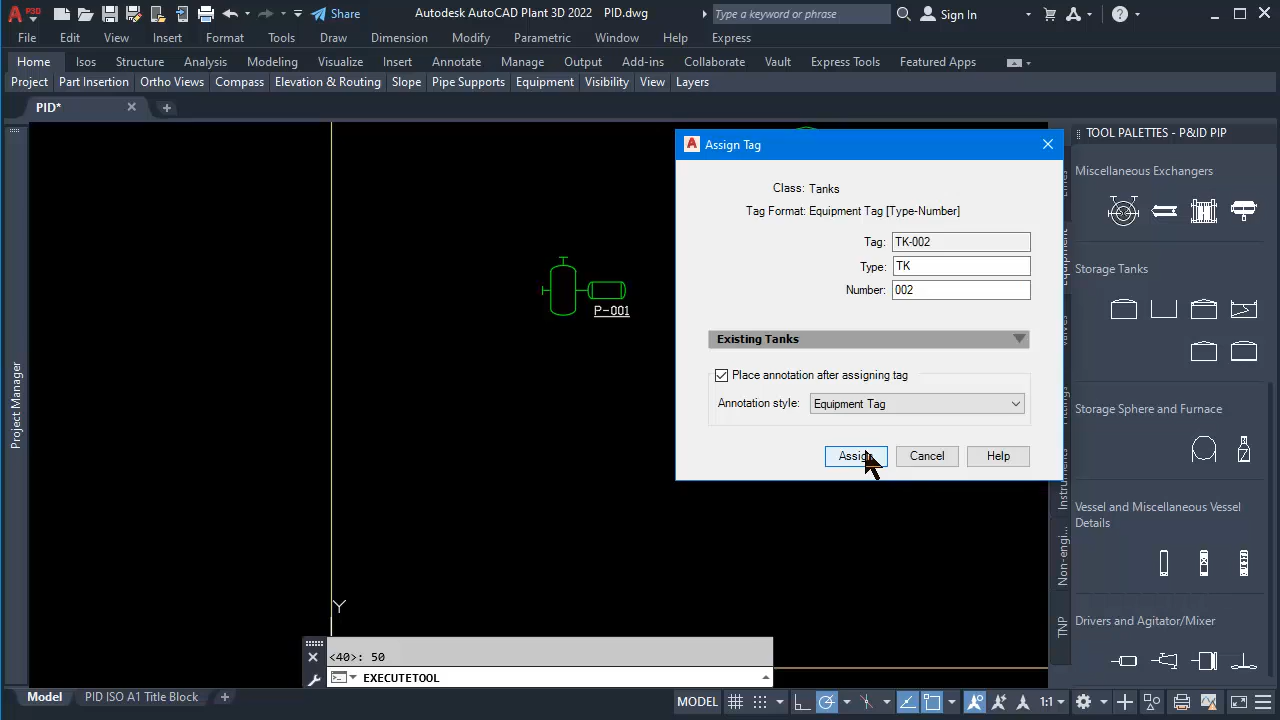 P3D
Share
Autodesk AutoCAD Plant 3D 2022 PID.dwg
Type a keyword or phrase
Sign In
File Edit View Insert Format Tools Draw Dimension Modify Parametric Window Help Express
Home Isos Structure Analysis Modeling Visualize Insert Annotate Manage Output Add-ins Collaborate Vault Express Tools Featured Apps
Project Part Insertion Ortho Views Compass Elevation & Routing Slope Pipe Supports Equipment Visibility View Layers
PID*
Project Manager
P-001
Y
Assign Tag
Class: Tanks
Tag Format: Equipment Tag [Type-Number]
Tag: TK-002
Type: TK
Number: 002
Existing Tanks
Place annotation after assigning tag
Annotation style: Equipment Tag
Assign Cancel Help
TOOL PALETTES - P&ID PIP
Miscellaneous Exchangers
Storage Tanks
Storage Sphere and Furnace
Vessel and Miscellaneous Vessel
Details
Drivers and Agitator/Mixer
Equipment
Valves
Fittings
Instruments
Non-engi...
TNP
<40>: 50
EXECUTETOOL
Model PID ISO A1 Title Block
MODEL
1:1